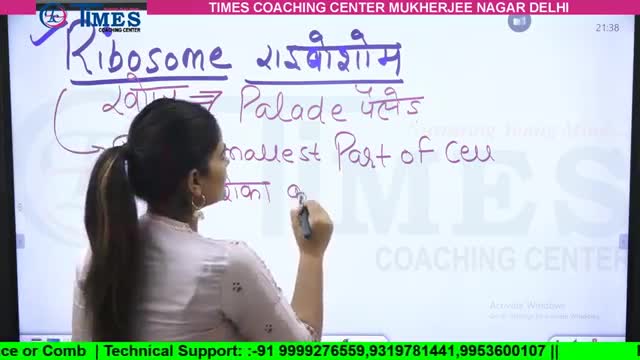 TIMES COACHING CENTER MUKHERJEE NAGAR DELHI
TIMES
COACHING CENTER
21:38
Ribosome राइबोशोम
खोज ⇒ Palade पैलेड
Smallest Part of Cell
TIMES
COACHING CENTER
Activate Windows
ce or Comb | Technical Support: :-91 9999276559,9319781441,9953600107 ||